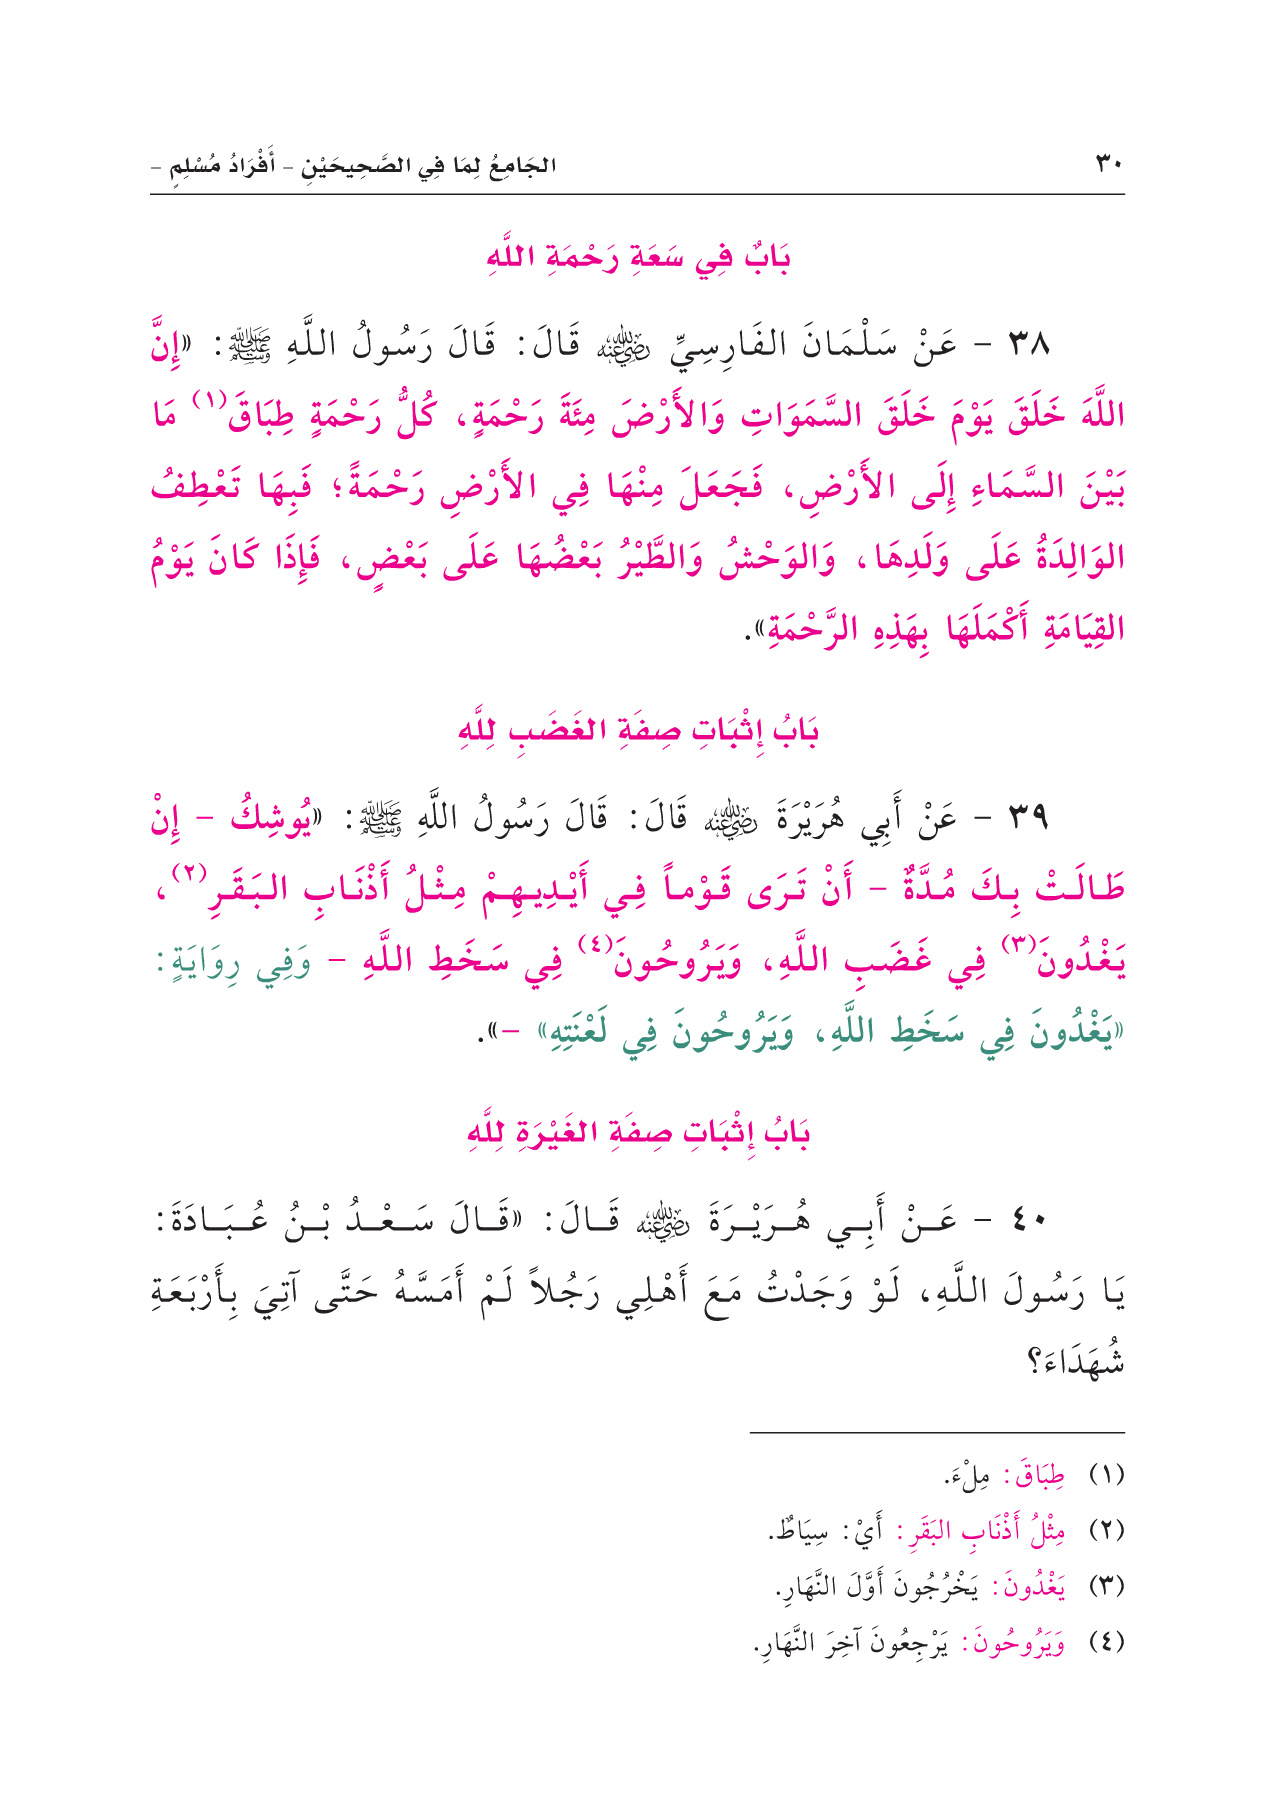 ٣٠
الجَامِعُ لِمَا فِي الصَّحِيحَيْنِ – أَفْرَادُ مُسْلِمٍ –
بَابٌ فِي سَعَةِ رَحْمَةِ اللَّهِ
٣٨ – عَنْ سَلْمَانَ الفَارِسِيِّ ﵁ قَالَ: قَالَ رَسُولُ اللَّهِ ﷺ: «إِنَّ
اللَّهَ خَلَقَ يَوْمَ خَلَقَ السَّمَوَاتِ وَالأَرْضَ مِئَةَ رَحْمَةٍ، كُلُّ رَحْمَةٍ طِبَاقَ(١) مَا
بَيْنَ السَّمَاءِ إِلَى الأَرْضِ، فَجَعَلَ مِنْهَا فِي الأَرْضِ رَحْمَةً؛ فَبِهَا تَعْطِفُ
الوَالِدَةُ عَلَى وَلَدِهَا، وَالوَحْشُ وَالطَّيْرُ بَعْضُهَا عَلَى بَعْضٍ، فَإِذَا كَانَ يَوْمُ
القِيَامَةِ أَكْمَلَهَا بِهَذِهِ الرَّحْمَةِ».
بَابُ إِثْبَاتِ صِفَةِ الغَضَبِ لِلَّهِ
٣٩ – عَنْ أَبِي هُرَيْرَةَ ﵁ قَالَ: قَالَ رَسُولُ اللَّهِ ﷺ: «يُوشِكُ – إِنْ
طَالَتْ بِكَ مُدَّةٌ – أَنْ تَرَى قَوْماً فِي أَيْدِيهِمْ مِثْلُ أَذْنَابِ البَقَرِ(٢)،
يَغْدُونَ(٣) فِي غَضَبِ اللَّهِ، وَيَرُوحُونَ(٤) فِي سَخَطِ اللَّهِ – وَفِي رِوَايَةٍ:
«يَغْدُونَ فِي سَخَطِ اللَّهِ، وَيَرُوحُونَ فِي لَعْنَتِهِ» –».
بَابُ إِثْبَاتِ صِفَةِ الغَيْرَةِ لِلَّهِ
٤٠ – عَنْ أَبِي هُرَيْرَةَ ﵁ قَالَ: «قَالَ سَعْدُ بْنُ عُبَادَةَ:
يَا رَسُولَ اللَّهِ، لَوْ وَجَدْتُ مَعَ أَهْلِي رَجُلاً لَمْ أَمَسَّهُ حَتَّى آتِيَ بِأَرْبَعَةِ
شُهَدَاءَ؟
(١) طِبَاقَ: مِلْءَ.
(٢) مِثْلُ أَذْنَابِ البَقَرِ: أَيْ: سِيَاطٌ.
(٣) يَغْدُونَ: يَخْرُجُونَ أَوَّلَ النَّهَارِ.
(٤) وَيَرُوحُونَ: يَرْجِعُونَ آخِرَ النَّهَارِ.